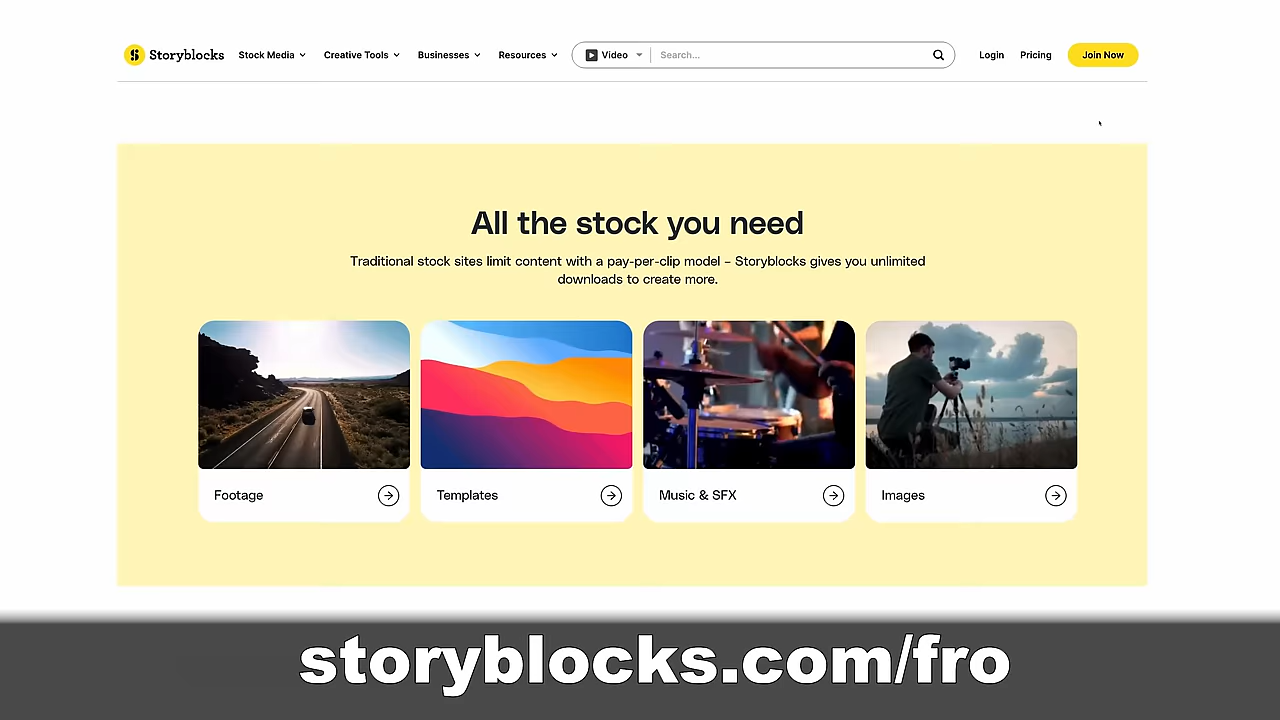 Storyblocks Stock Media Creative Tools Businesses Resources Video Search... Login Pricing Join Now
All the stock you need
Traditional stock sites limit content with a pay-per-clip model – Storyblocks gives you unlimited
downloads to create more.
Footage Templates Music & SFX Images
storyblocks.com/fro